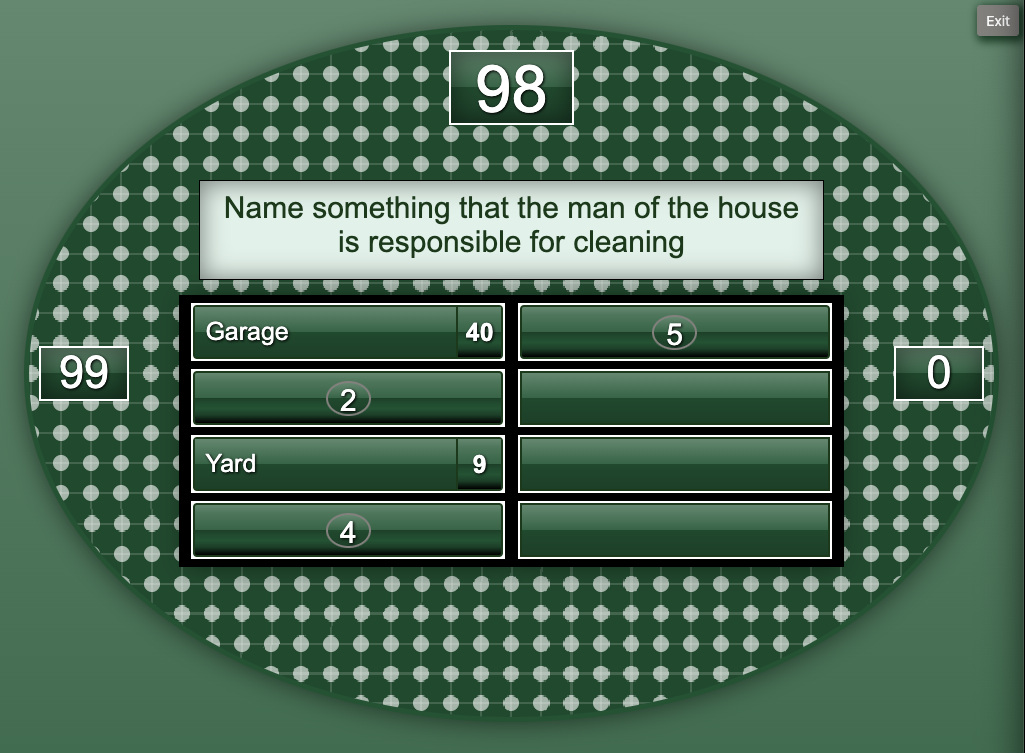 Exit
98
Name something that the man of the house
is responsible for cleaning
Garage 40
5
2
99
0
Yard 9
4